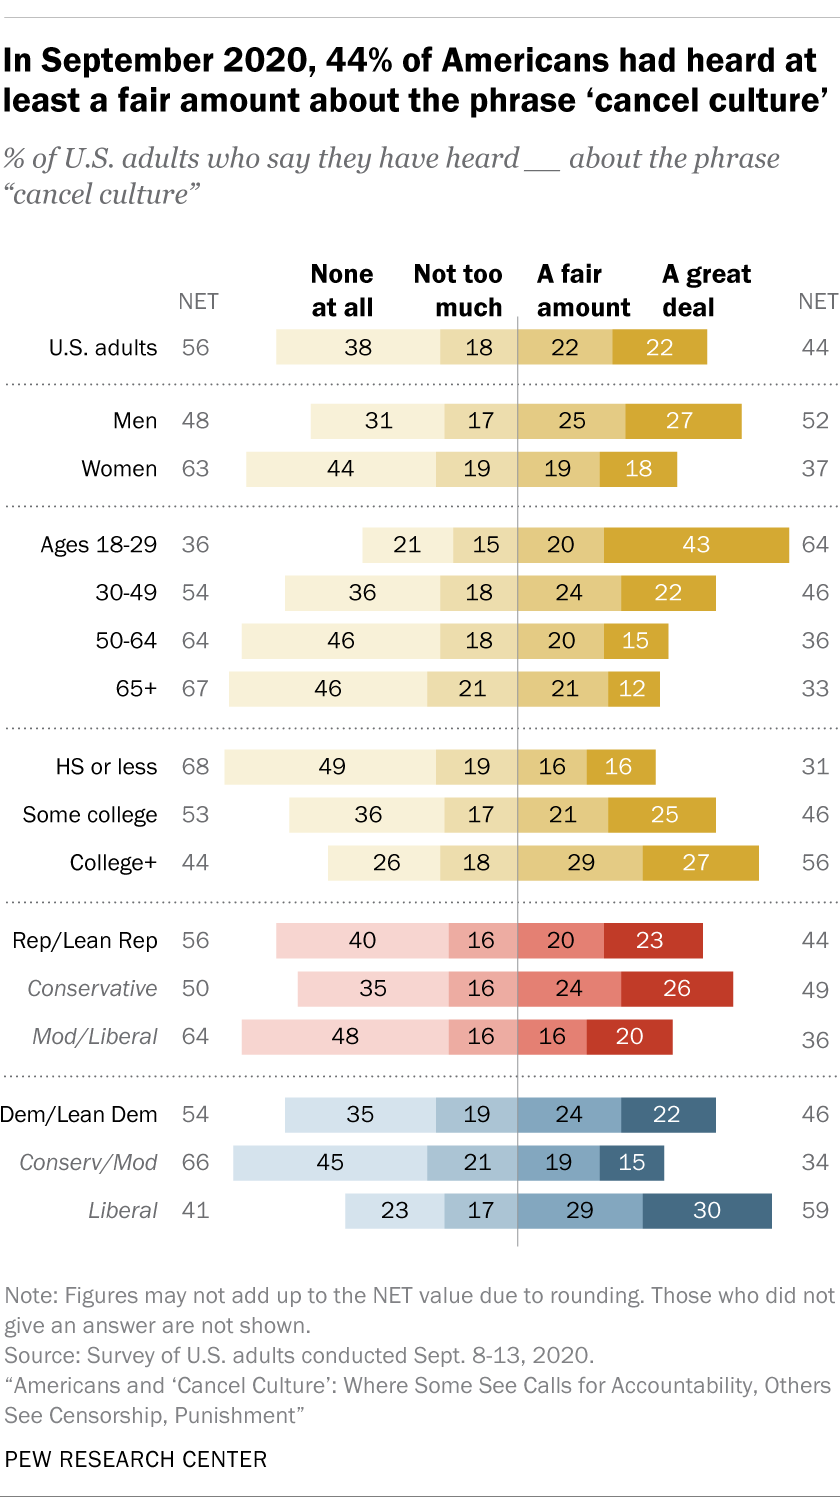 In September 2020, 44% of Americans had heard at
least a fair amount about the phrase ‘cancel culture’
% of U.S. adults who say they have heard __ about the phrase
“cancel culture”
NET None at all Not too much A fair amount A great deal NET
U.S. adults 56 38 18 22 22 44
Men 48 31 17 25 27 52
Women 63 44 19 19 18 37
Ages 18-29 36 21 15 20 43 64
30-49 54 36 18 24 22 46
50-64 64 46 18 20 15 36
65+ 67 46 21 21 12 33
HS or less 68 49 19 16 16 31
Some college 53 36 17 21 25 46
College+ 44 26 18 29 27 56
Rep/Lean Rep 56 40 16 20 23 44
Conservative 50 35 16 24 26 49
Mod/Liberal 64 48 16 16 20 36
Dem/Lean Dem 54 35 19 24 22 46
Conserv/Mod 66 45 21 19 15 34
Liberal 41 23 17 29 30 59
Note: Figures may not add up to the NET value due to rounding. Those who did not
give an answer are not shown.
Source: Survey of U.S. adults conducted Sept. 8-13, 2020.
“Americans and ‘Cancel Culture’: Where Some See Calls for Accountability, Others
See Censorship, Punishment”
PEW RESEARCH CENTER